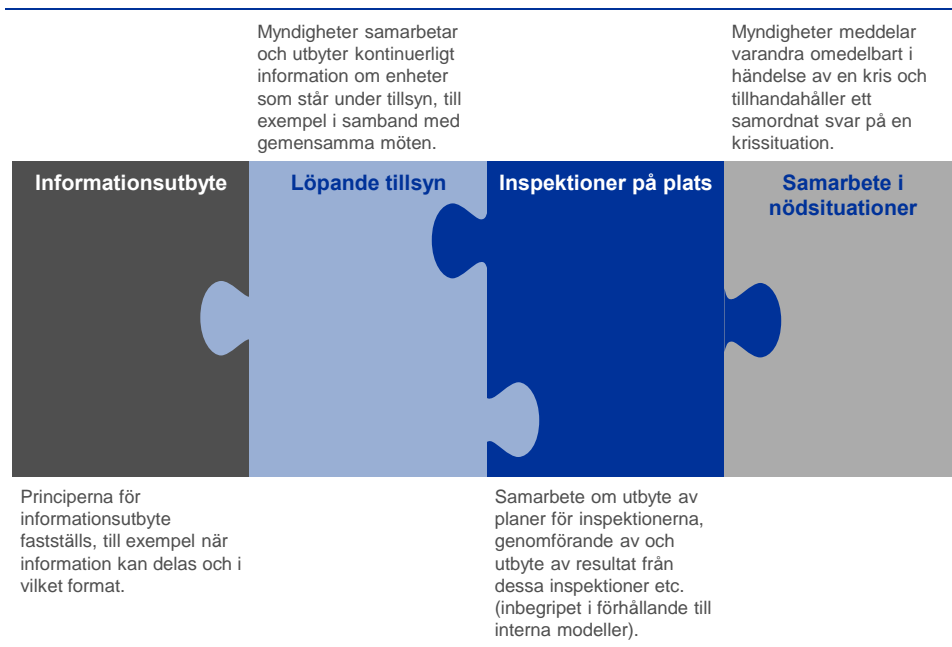 Myndigheter samarbetar
och utbyter kontinuerligt
information om enheter
som står under tillsyn, till
exempel i samband med
gemensamma möten.
Myndigheter meddelar
varandra omedelbart i
händelse av en kris och
tillhandahåller ett
samordnat svar på en
krissituation.
Informationsutbyte
Löpande tillsyn
Inspektioner på plats
Samarbete i
nödsituationer
Principerna för
informationsutbyte
fastställs, till exempel när
information kan delas och i
vilket format.
Samarbete om utbyte av
planer för inspektionerna,
genomförande av och
utbyte av resultat från
dessa inspektioner etc.
(inbegripet i förhållande till
interna modeller).